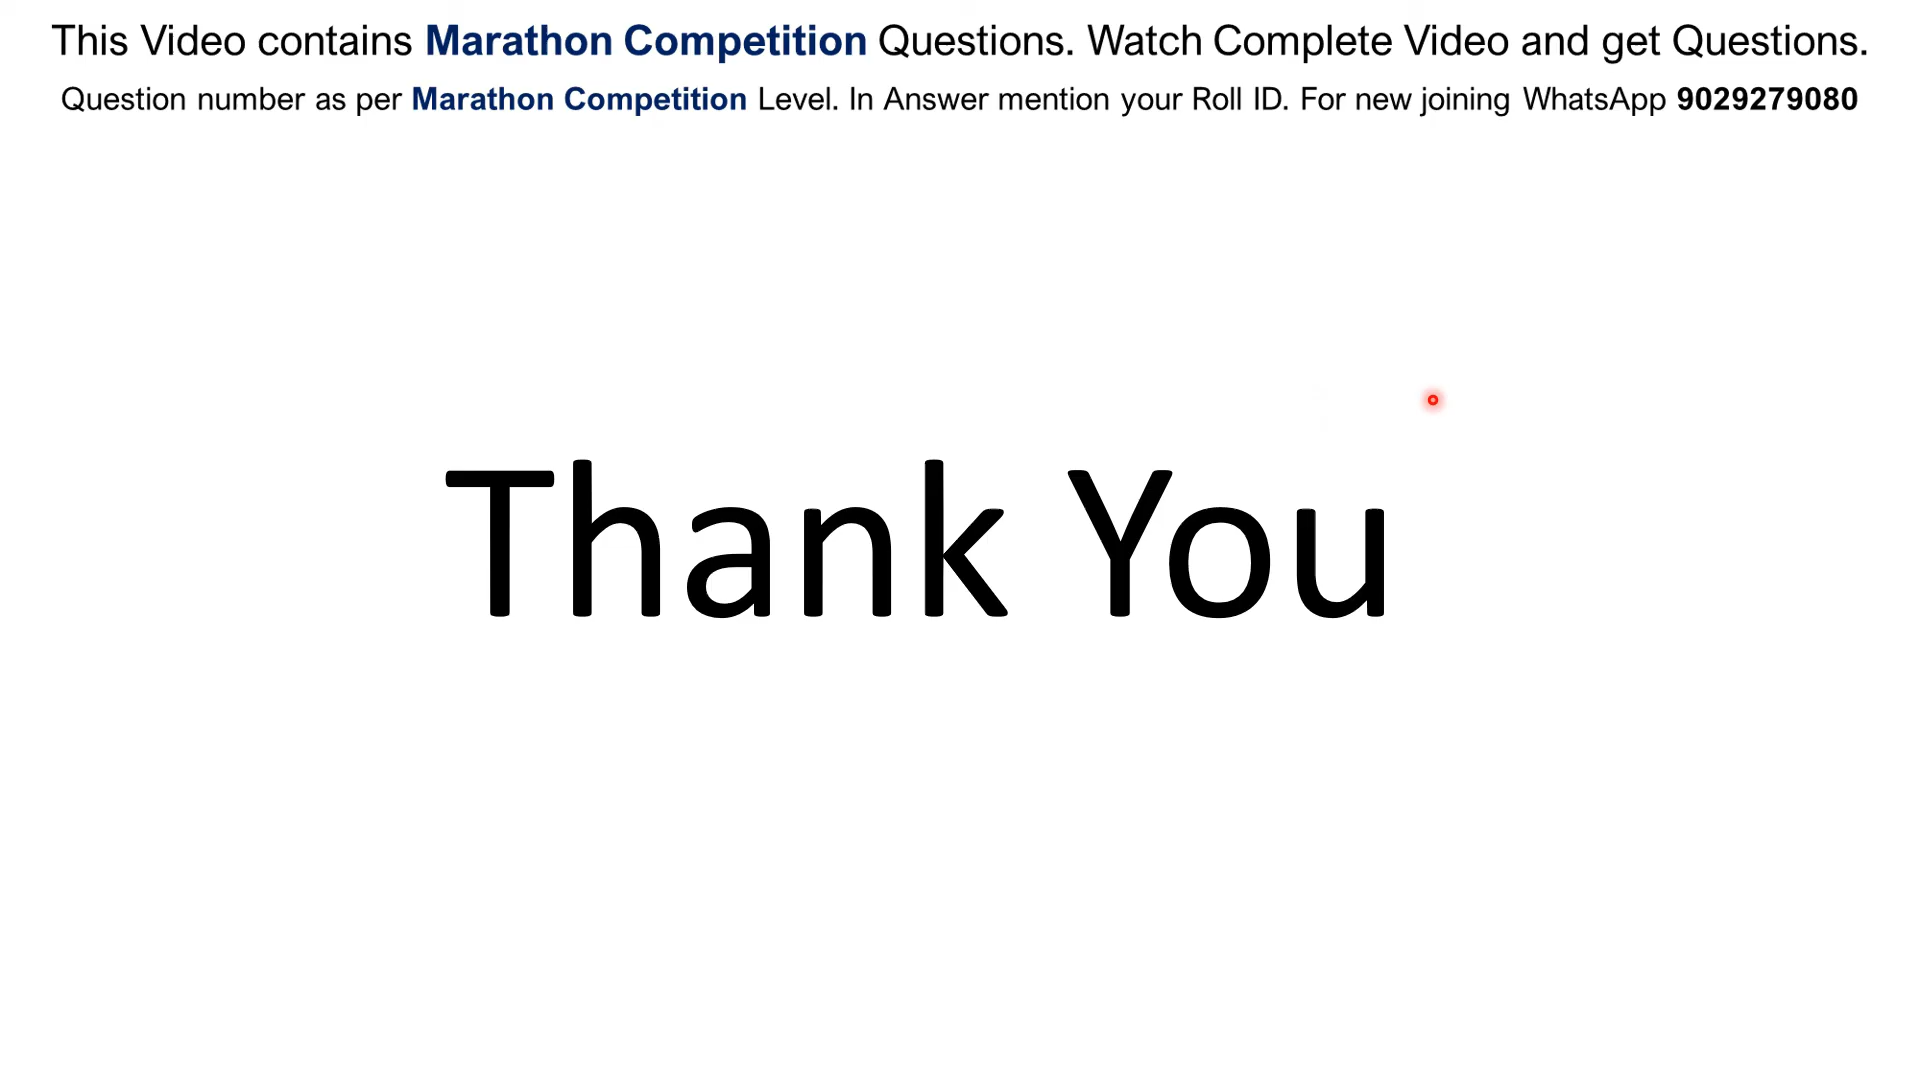 This Video contains Marathon Competition Questions. Watch Complete Video and get Questions.
Question number as per Marathon Competition Level. In Answer mention your Roll ID. For new joining WhatsApp 9029279080
Thank You